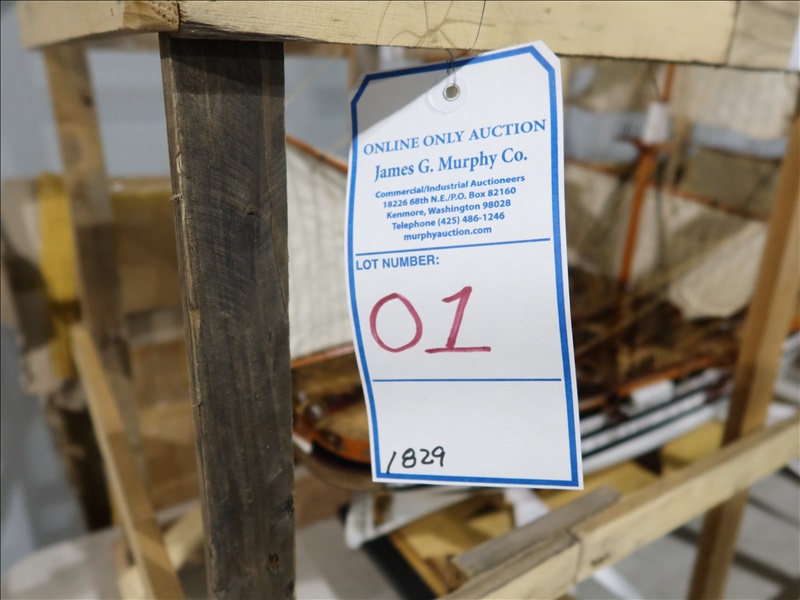 ONLINE ONLY AUCTION
James G. Murphy Co.
Commercial/Industrial Auctioneers
18226 68th N.E./P.O. Box 82160
Kenmore, Washington 98028
Telephone (425) 486-1246
murphyauction.com
LOT NUMBER:
01
1829